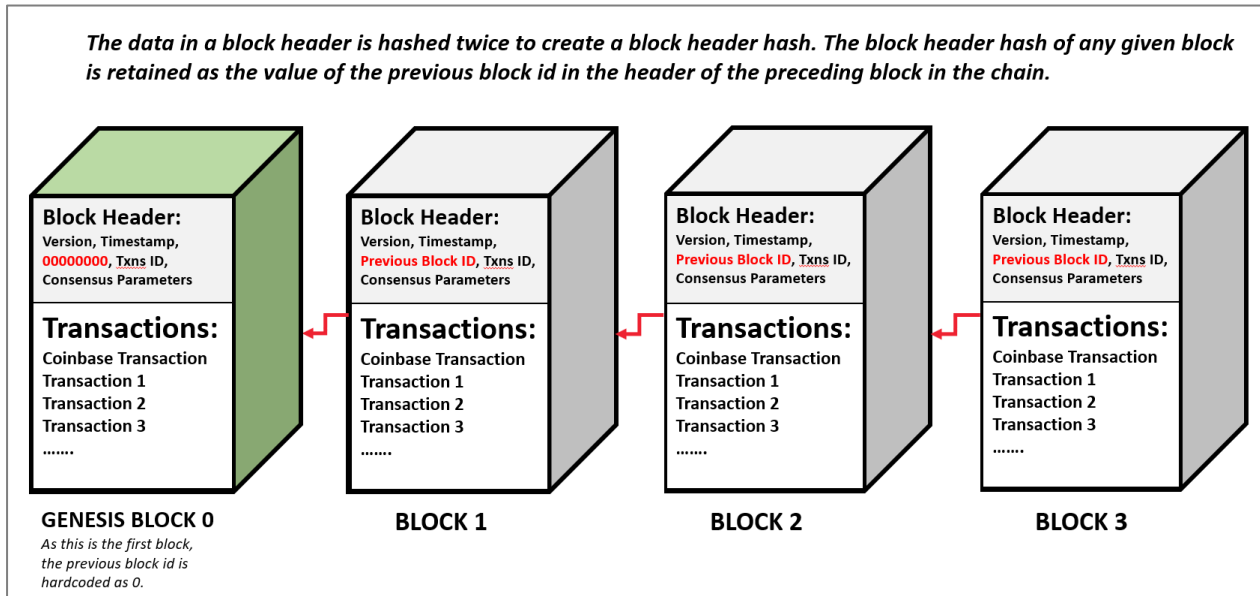 The data in a block header is hashed twice to create a block header hash. The block header hash of any given block
is retained as the value of the previous block id in the header of the preceding block in the chain.
Block Header:
Version, Timestamp,
00000000, Txns ID,
Consensus Parameters
Transactions:
Coinbase Transaction
Transaction 1
Transaction 2
Transaction 3
…….
GENESIS BLOCK 0
As this is the first block,
the previous block id is
hardcoded as 0.
Block Header:
Version, Timestamp,
Previous Block ID, Txns ID,
Consensus Parameters
Transactions:
Coinbase Transaction
Transaction 1
Transaction 2
Transaction 3
…….
BLOCK 1
Block Header:
Version, Timestamp,
Previous Block ID, Txns ID,
Consensus Parameters
Transactions:
Coinbase Transaction
Transaction 1
Transaction 2
Transaction 3
…….
BLOCK 2
Block Header:
Version, Timestamp,
Previous Block ID, Txns ID,
Consensus Parameters
Transactions:
Coinbase Transaction
Transaction 1
Transaction 2
Transaction 3
…….
BLOCK 3